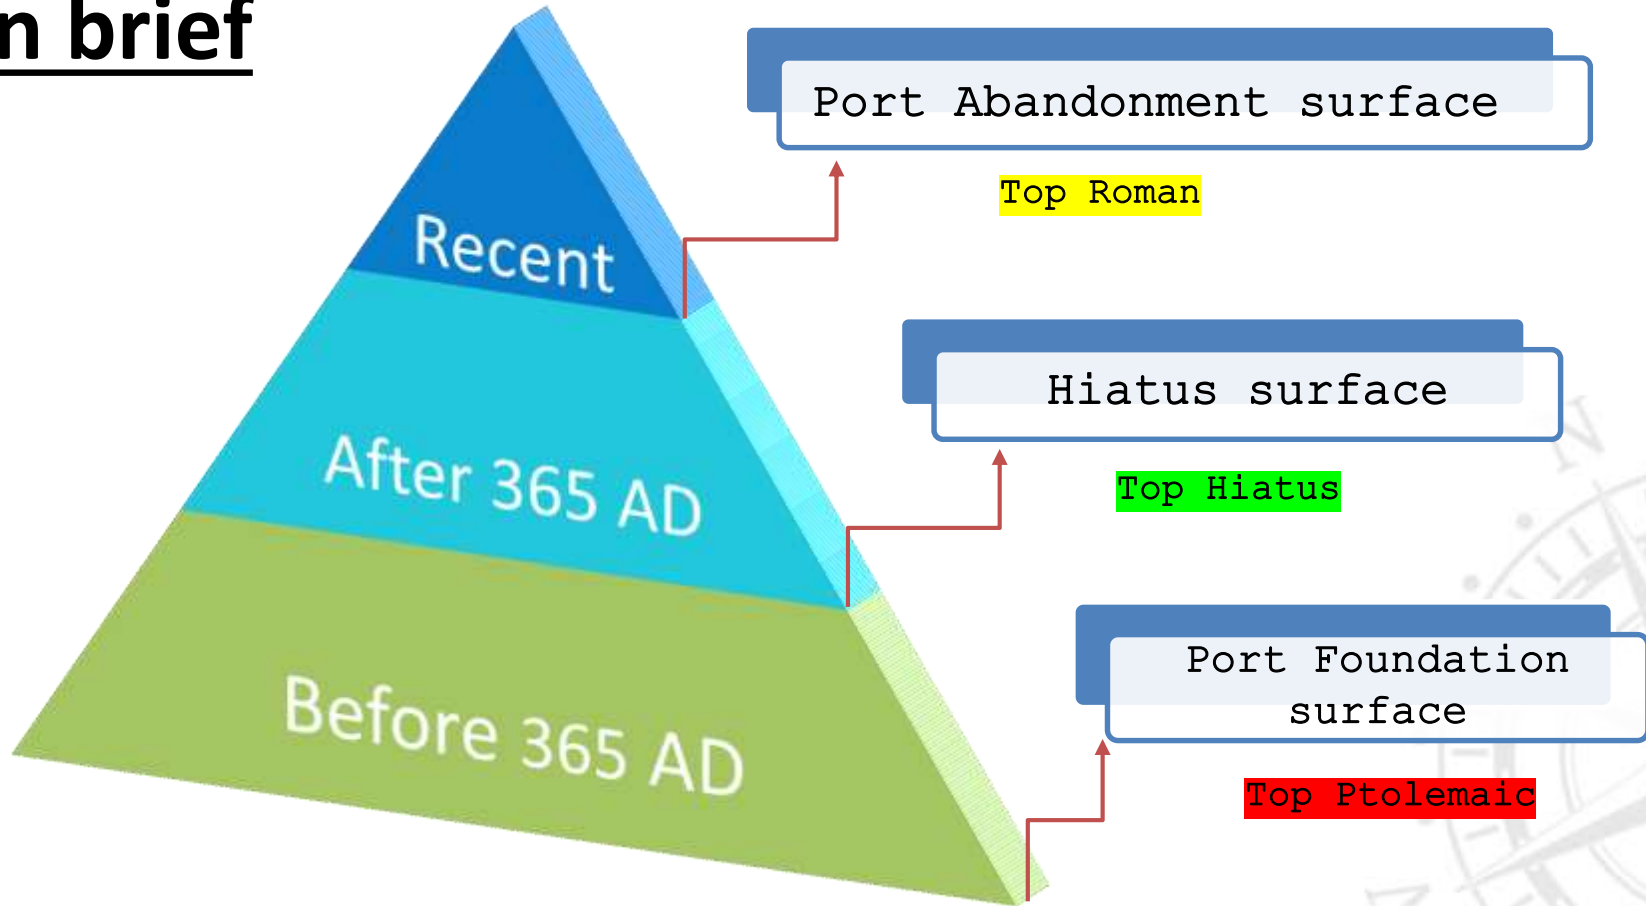 n brief
Port Abandonment surface
Top Roman
Recent
Hiatus surface
After 365 AD
Top Hiatus
Port Foundation
surface
Before 365 AD
Top Ptolemaic
N